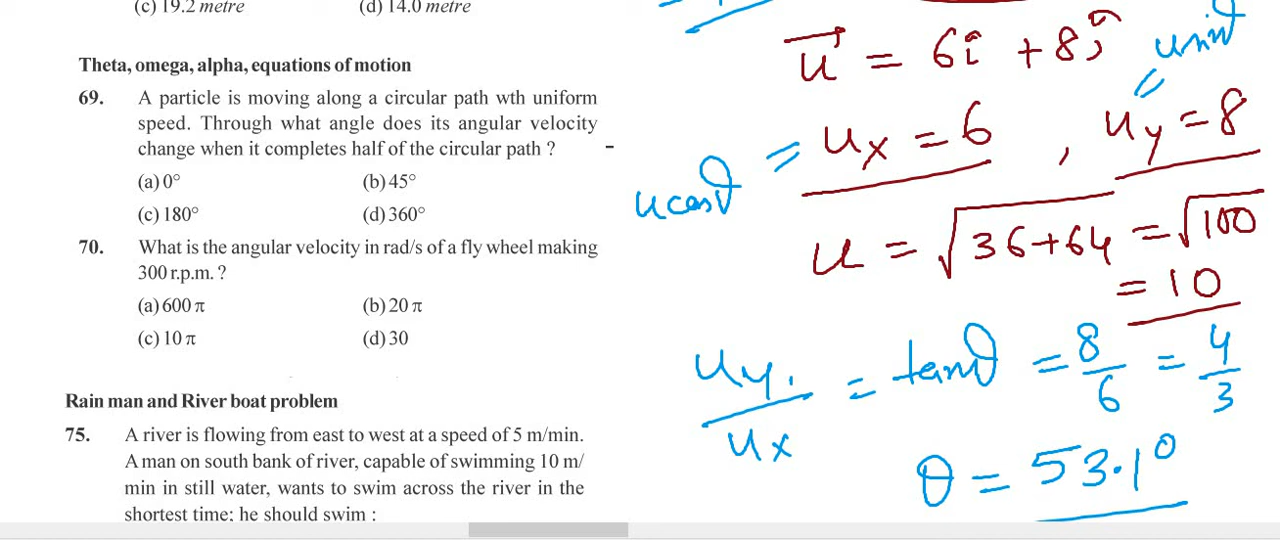 (c) 19.2 metre (d) 14.0 metre
Theta, omega, alpha, equations of motion
69. A particle is moving along a circular path wth uniform
speed. Through what angle does its angular velocity
change when it completes half of the circular path ?
(a) 0° (b) 45°
(c) 180° (d) 360°
70. What is the angular velocity in rad/s of a fly wheel making
300 r.p.m. ?
(a) 600 π (b) 20 π
(c) 10 π (d) 30
Rain man and River boat problem
75. A river is flowing from east to west at a speed of 5 m/min.
A man on south bank of river, capable of swimming 10 m/
min in still water, wants to swim across the river in the
shortest time; he should swim :
u⃗ = 6î + 8ĵ
u sinθ
u cosθ = ux = 6 , uy = 8
u = √36+64 = √100
= 10
uy/ux = tanθ = 8/6 = 4/3
θ = 53.1°